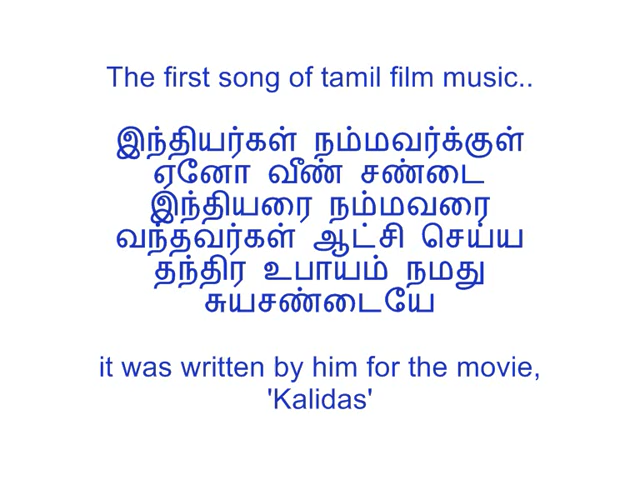 The first song of tamil film music..
இந்தியர்கள் நம்மவர்க்குள்
ஏனோ வீண் சண்டை
இந்தியரை நம்மவரை
வந்தவர்கள் ஆட்சி செய்ய
தந்திர உபாயம் நமது
சுயசண்டையே
it was written by him for the movie,
'Kalidas'